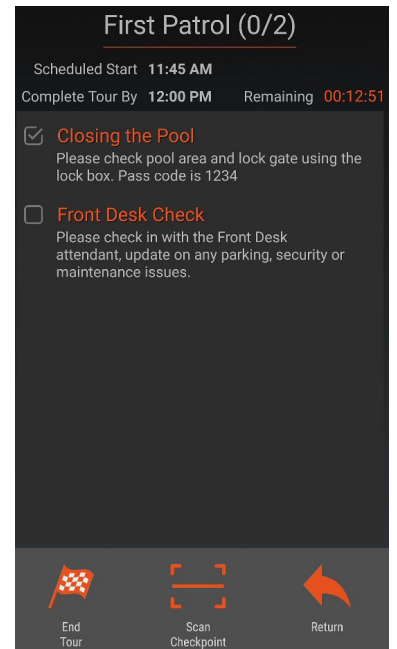 First Patrol (0/2)
Scheduled Start 11:45 AM
Complete Tour By 12:00 PM Remaining 00:12:51
Closing the Pool
Please check pool area and lock gate using the
lock box. Pass code is 1234
Front Desk Check
Please check in with the Front Desk
attendant, update on any parking, security or
maintenance issues.
End
Tour
Scan
Checkpoint
Return